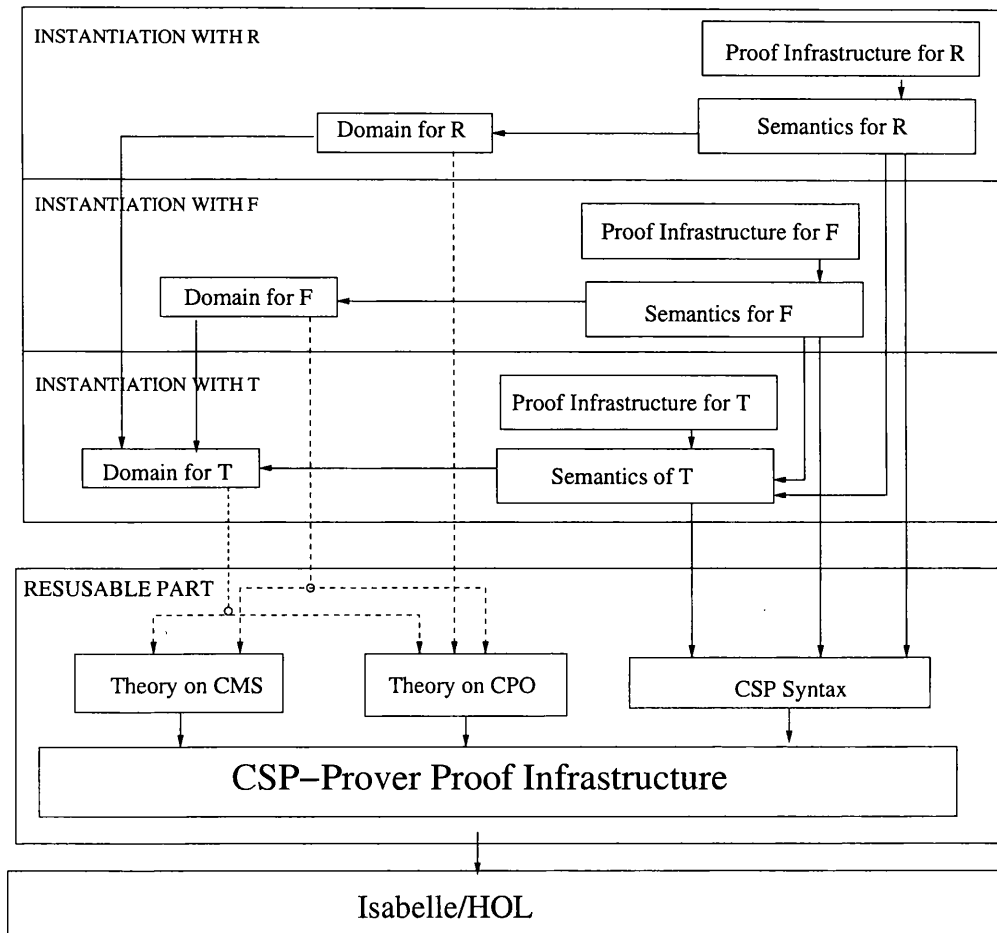 INSTANTIATION WITH R
Proof Infrastructure for R
Domain for R
Semantics for R
INSTANTIATION WITH F
Proof Infrastructure for F
Domain for F
Semantics for F
INSTANTIATION WITH T
Proof Infrastructure for T
Domain for T
Semantics of T
RESUSABLE PART
Theory on CMS
Theory on CPO
CSP Syntax
CSP−Prover Proof Infrastructure
Isabelle/HOL